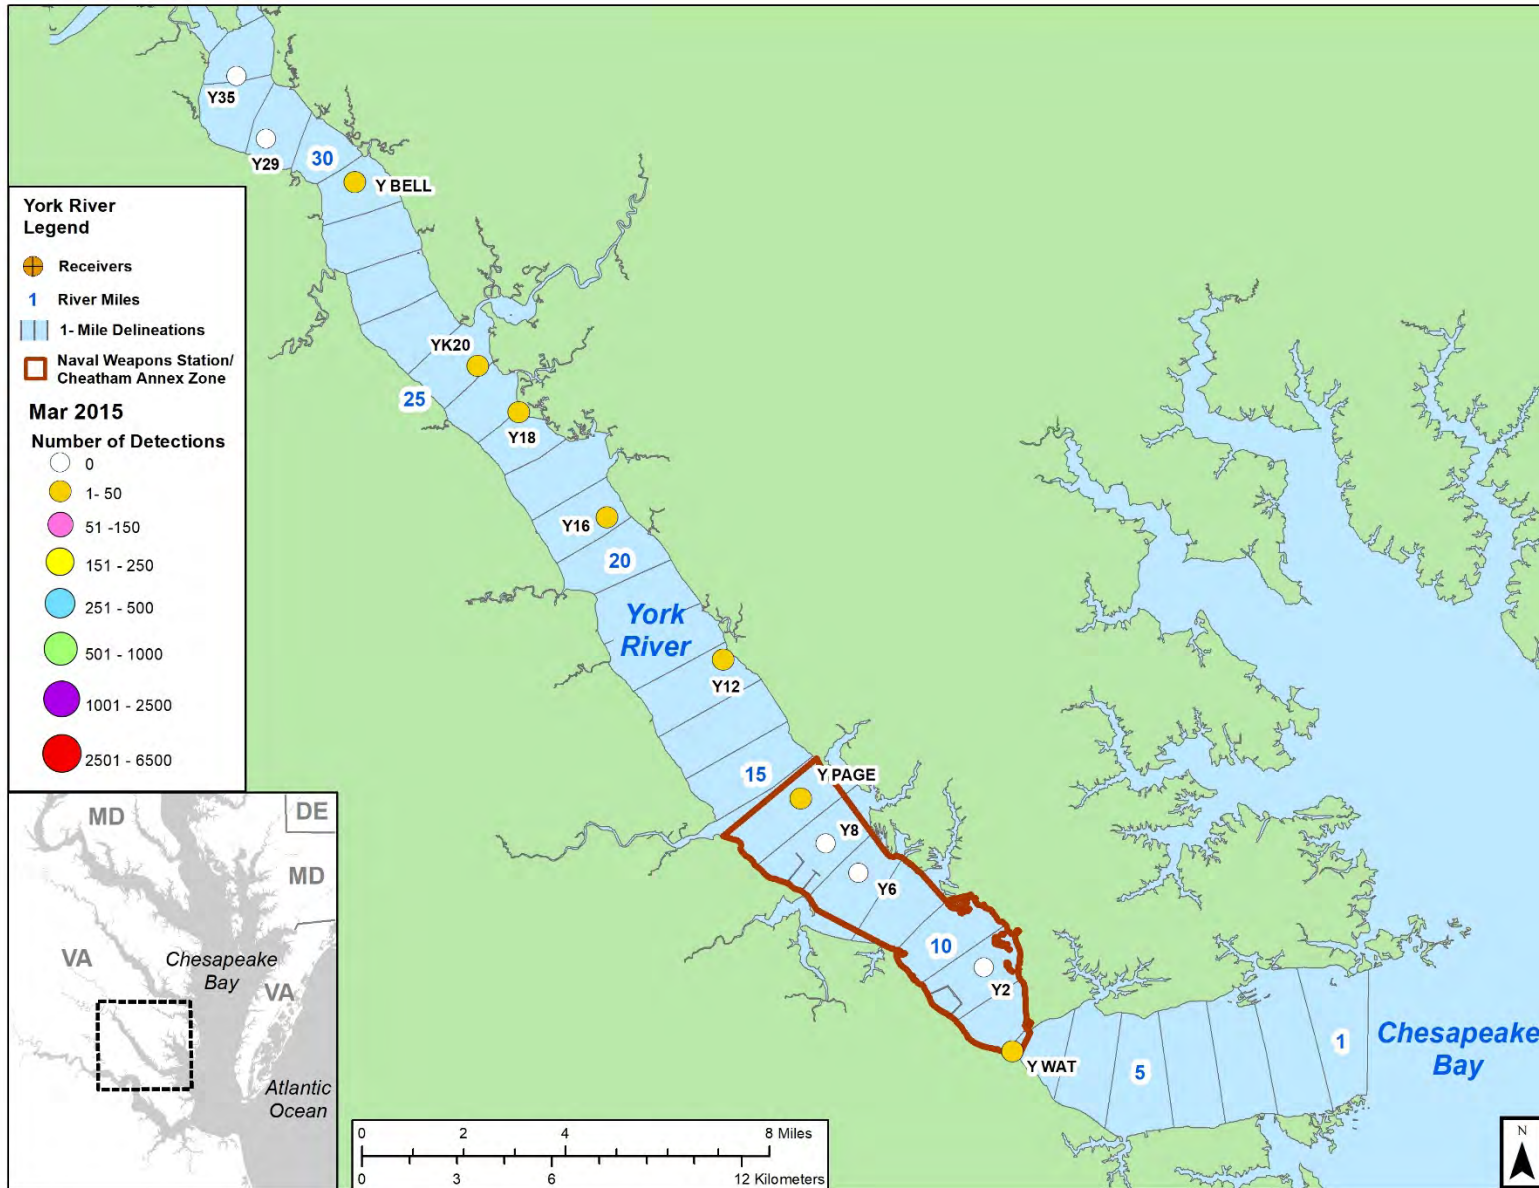 Y35
Y29
30
Y BELL
York River
Legend
Receivers
1 River Miles
1- Mile Delineations
Naval Weapons Station/
Cheatham Annex Zone
Mar 2015
Number of Detections
0
1- 50
51 -150
151 - 250
251 - 500
501 - 1000
1001 - 2500
2501 - 6500
YK20
25
Y18
Y16
20
York
River
Y12
15
Y PAGE
Y8
Y6
10
Y2
Y WAT
5
1
Chesapeake
Bay
MD
DE
MD
VA
Chesapeake
Bay
VA
Atlantic
Ocean
0 2 4 8 Miles
0 3 6 12 Kilometers
N